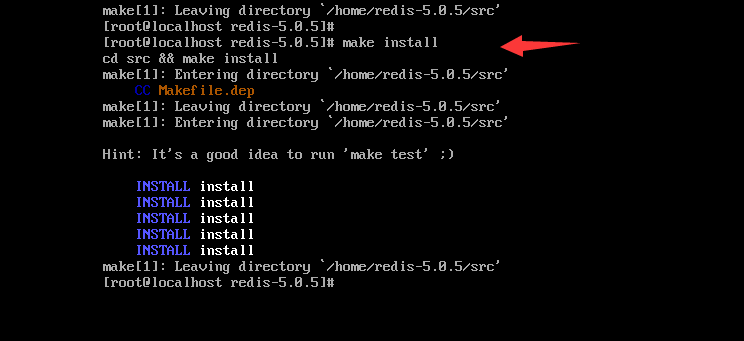 make[1]: Leaving directory `/home/redis-5.0.5/src'
[root@localhost redis-5.0.5]#
[root@localhost redis-5.0.5]# make install
cd src && make install
make[1]: Entering directory `/home/redis-5.0.5/src'
CC Makefile.dep
make[1]: Leaving directory `/home/redis-5.0.5/src'
make[1]: Entering directory `/home/redis-5.0.5/src'
Hint: It's a good idea to run 'make test' ;)
INSTALL install
INSTALL install
INSTALL install
INSTALL install
INSTALL install
make[1]: Leaving directory `/home/redis-5.0.5/src'
[root@localhost redis-5.0.5]#